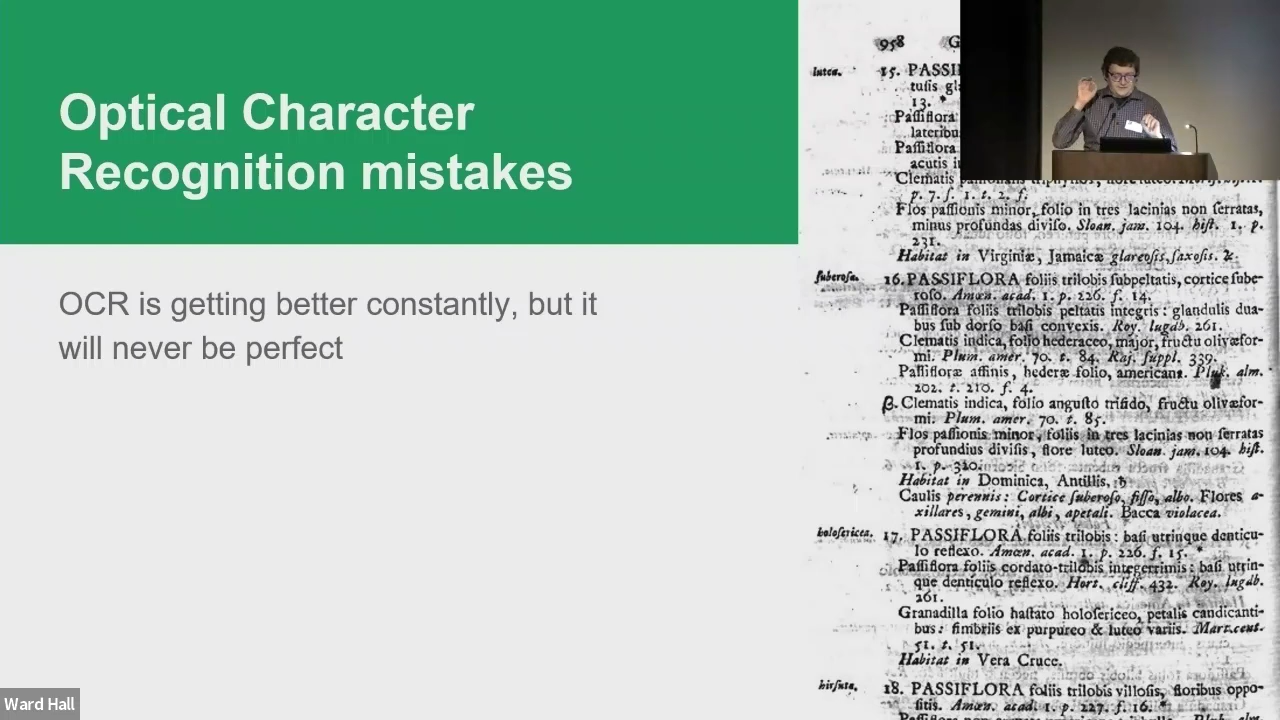 Optical Character
Recognition mistakes
OCR is getting better constantly, but it
will never be perfect
Ward Hall
958 G
lutea. 15. PASSI
tuſis gl
13. *
Paſſiflora
lateribu
Paſſiflora
acutis i
Clematis
p. 7. ſ. 1. t. 2. f.
Flos paſſionis minor, folio in tres lacinias non ſerratas,
minus profundas diviſo. Sloan. jam. 104. hiſt. 1. p.
231.
Habitat in Virginiæ, Jamaicæ glareoſis, ſaxoſis. ♃
ſuberoſa. 16. PASSIFLORA foliis trilobis ſubpeltatis, cortice ſube-
roſo. Amœn. acad. 1. p. 226. f. 14.
Paſſiflora foliis trilobis peltatis integris: glandulis dua-
bus ſub dorſo baſi convexis. Roy. lugdb. 261.
Clematis indica, folio hederaceo, major, fructu olivæfor-
mi. Plum. amer. 70. t. 84. Raj. ſuppl. 339.
Paſſifloræ affinis, hederæ folio, americana. Pluk. alm.
202. t. 210. f. 4.
β. Clematis indica, folio anguſto trifido, fructu olivæfor-
mi. Plum. amer. 70. t. 85.
Flos paſſionis minor, foliis in tres lacinias non ſerratas
profundius diviſis, flore luteo. Sloan. jam. 104. hiſt.
1. p. 320.
Habitat in Dominica, Antillis. ♄
Caulis perennis: Cortice ſuberoſo, fiſſo, albo. Flores a-
xillares, gemini, albi, apetali. Bacca violacea.
holoſericea. 17. PASSIFLORA foliis trilobis: baſi utrinque denticu-
lo reflexo. Amœn. acad. 1. p. 226. f. 15. *
Paſſiflora foliis cordato-trilobis integerrimis: baſi utrin-
que denticulo reflexo. Hort. cliff. 432. Roy. lugdb.
261.
Granadilla folio haſtato holoſericeo, petalis candicanti-
bus: fimbriis ex purpureo & luteo variis. Mart. cent.
51. t. 51.
Habitat in Vera Cruce.
hirſuta. 18. PASSIFLORA foliis trilobis villoſis, floribus oppo-
ſitis. Amœn. acad. 1. p. 227. f. 16. *